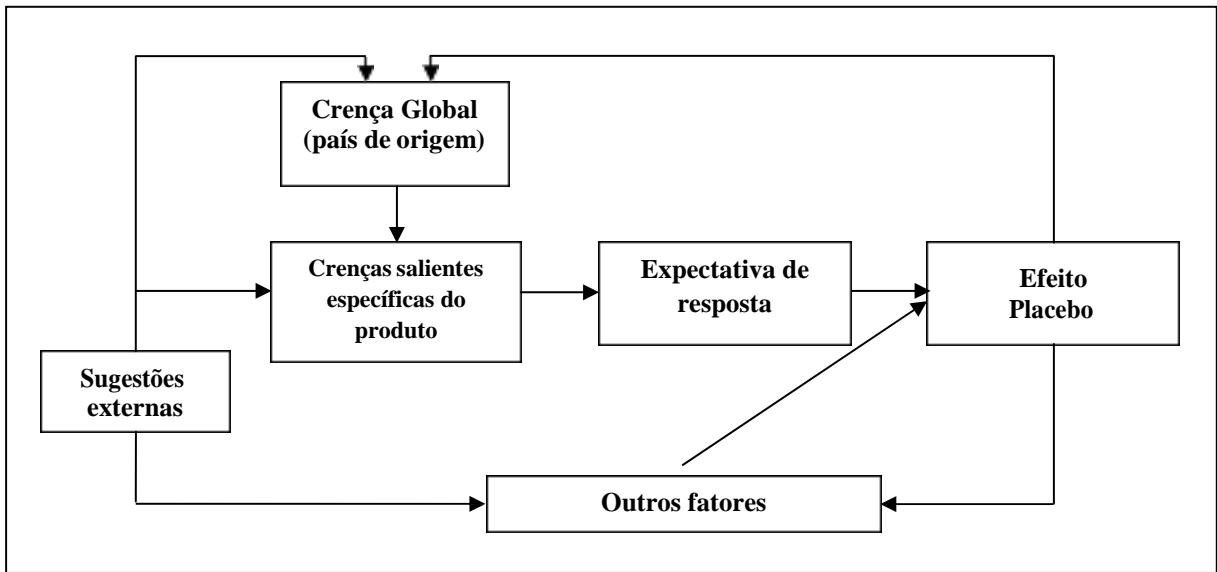 Crença Global
(país de origem)
Crenças salientes
específicas do
produto
Expectativa de
resposta
Efeito
Placebo
Sugestões
externas
Outros fatores